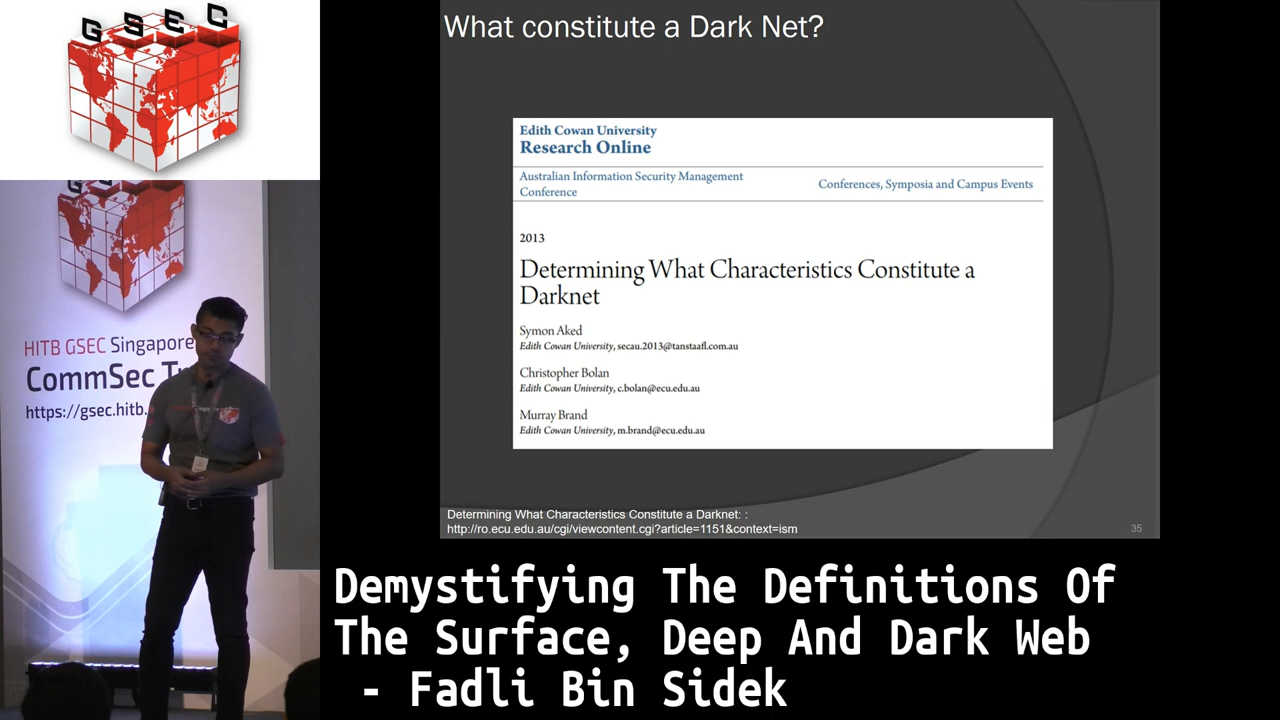 G S E C
What constitute a Dark Net?
Edith Cowan University
Research Online
Australian Information Security Management
Conference
Conferences, Symposia and Campus Events
2013
Determining What Characteristics Constitute a
Darknet
Symon Aked
Edith Cowan University, secau.2013@tanstaafl.com.au
Christopher Bolan
Edith Cowan University, c.bolan@ecu.edu.au
Murray Brand
Edith Cowan University, m.brand@ecu.edu.au
Determining What Characteristics Constitute a Darknet: :
http://ro.ecu.edu.au/cgi/viewcontent.cgi?article=1151&context=ism
35
HITB GSEC Singapore
CommSec
https://gsec.hitb.
Demystifying The Definitions Of
The Surface, Deep And Dark Web
- Fadli Bin Sidek